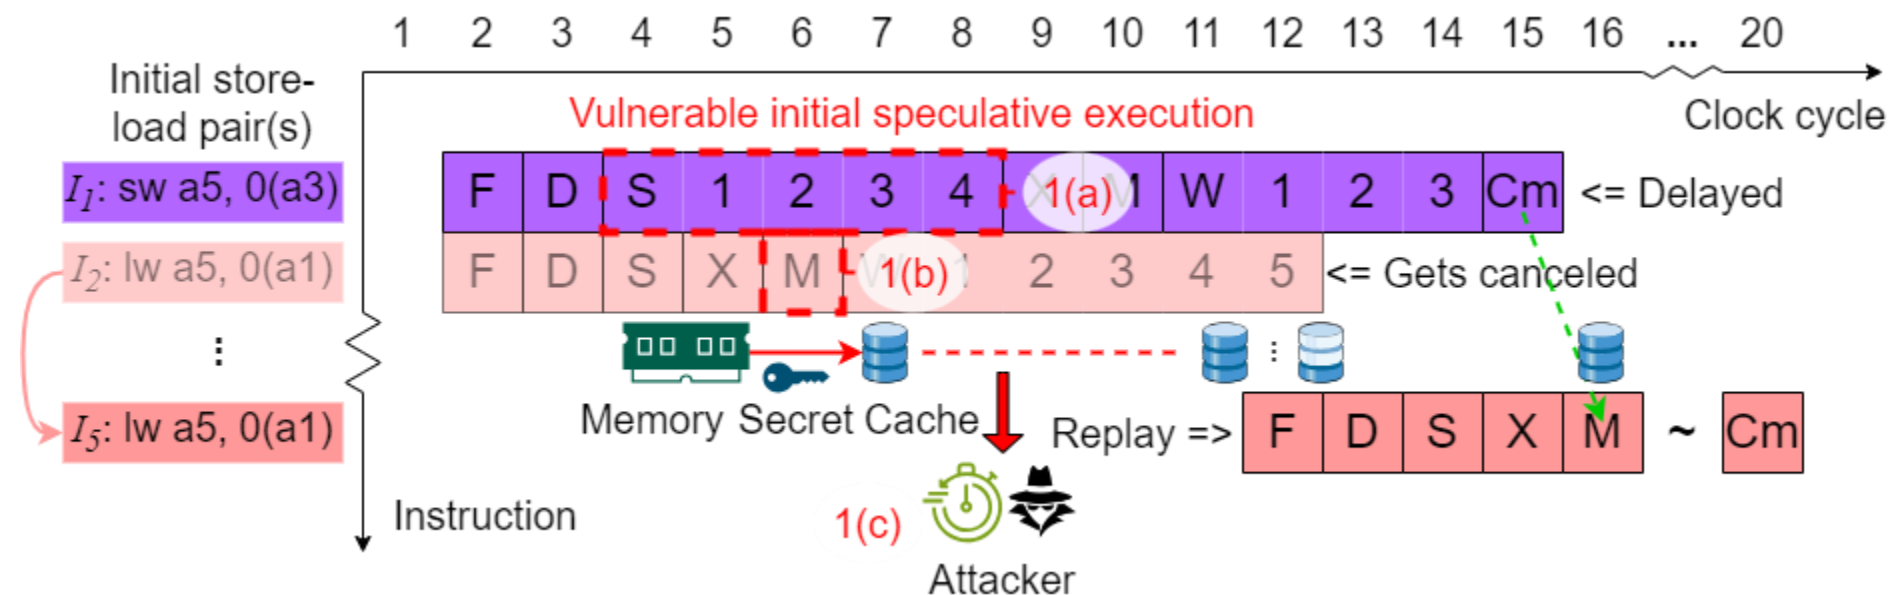 1 2 3 4 5 6 7 8 9 10 11 12 13 14 15 16 ... 20
Clock cycle
Initial store-
load pair(s)
Vulnerable initial speculative execution
I1: sw a5, 0(a3)
F D S 1 2 3 4 X 1(a) M W 1 2 3 Cm <= Delayed
I2: lw a5, 0(a1)
F D S X M W 1(b) 1 2 3 4 5 <= Gets canceled
Memory Secret Cache
I5: lw a5, 0(a1)
Replay => F D S X M ~ Cm
Instruction
1(c)
Attacker